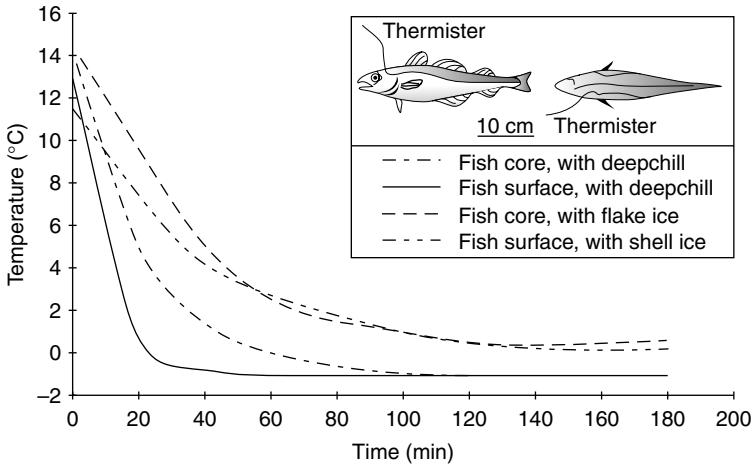 Temperature (°C)
16
14
12
10
8
6
4
2
0
–2
0 20 40 60 80 100 120 140 160 180 200
Time (min)
Thermister
10 cm Thermister
Fish core, with deepchill
Fish surface, with deepchill
Fish core, with flake ice
Fish surface, with shell ice